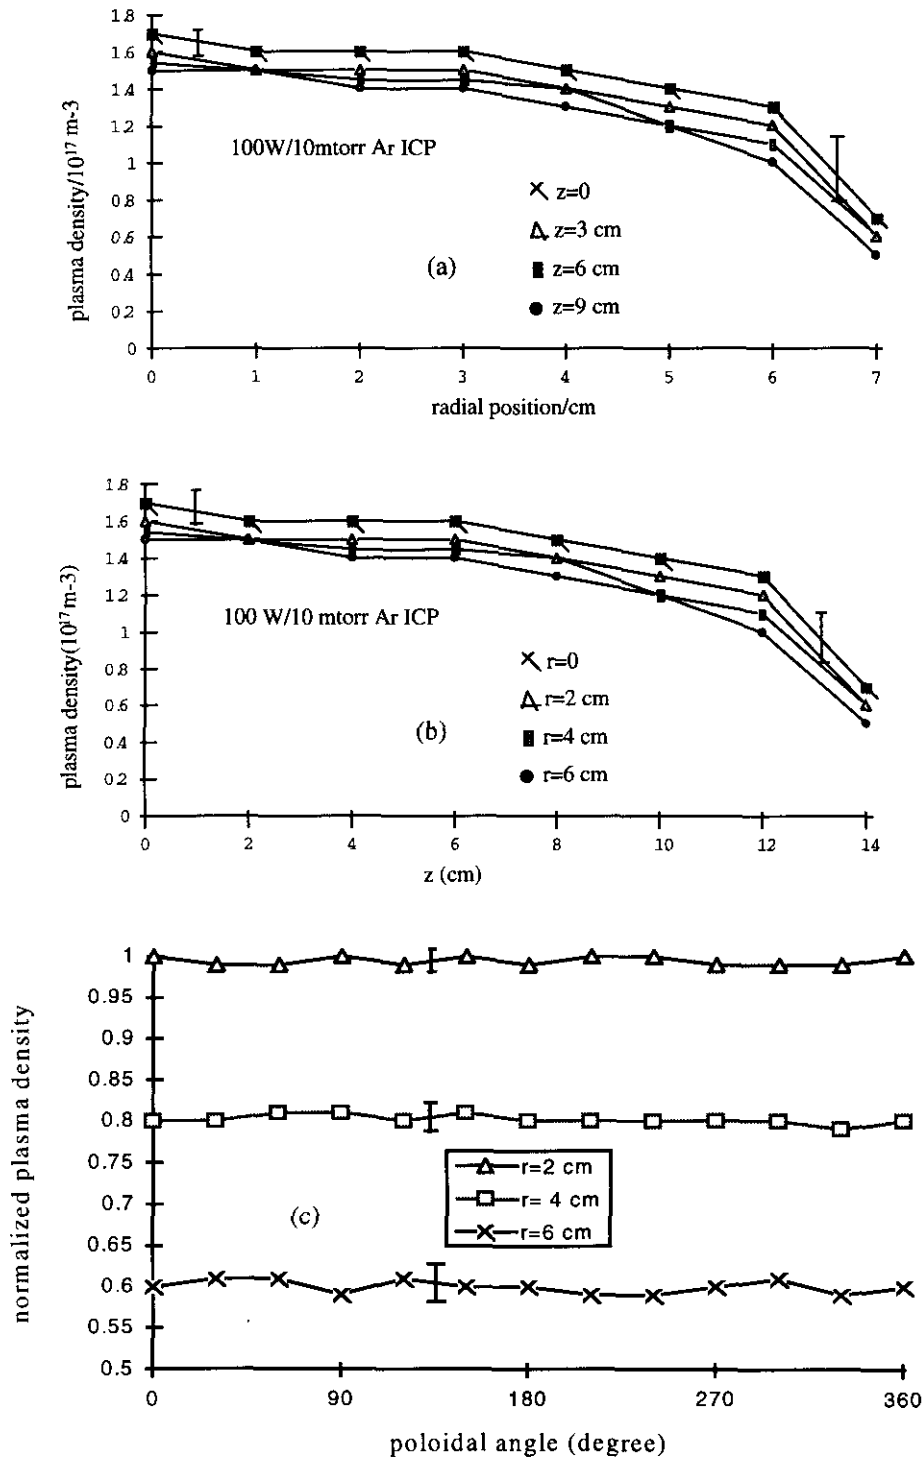 1.8
1.6
1.4
1.2
1
0.8
0.6
0.4
0.2
0
plasma density/10¹⁷ m-3
100W/10mtorr Ar ICP
z=0
z=3 cm
z=6 cm
z=9 cm
(a)
0 1 2 3 4 5 6 7
radial position/cm
1.8
1.6
1.4
1.2
1
0.8
0.6
0.4
0.2
0
plasma density(10¹⁷m-3)
100 W/10 mtorr Ar ICP
r=0
r=2 cm
r=4 cm
r=6 cm
(b)
0 2 4 6 8 10 12 14
z (cm)
1
0.95
0.9
0.85
0.8
0.75
0.7
0.65
0.6
0.55
0.5
normalized plasma density
r=2 cm
r= 4 cm
r=6 cm
(c)
0 90 180 270 360
poloidal angle (degree)